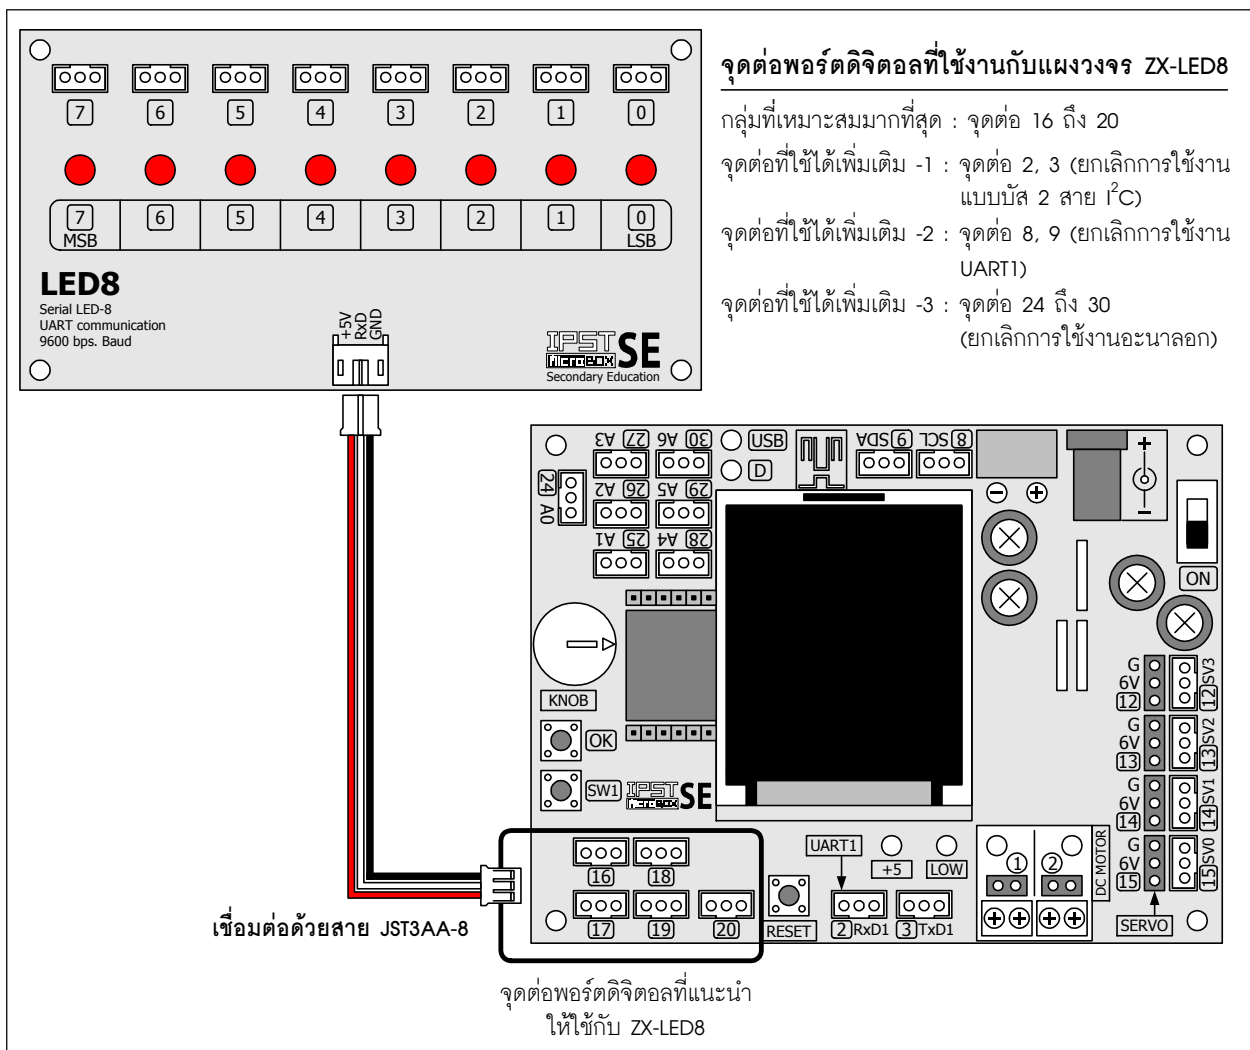 7 6 5 4 3 2 1 0
7 6 5 4 3 2 1 0
MSB LSB
LED8
Serial LED-8
UART communication
9600 bps. Baud
+5V
RxD
GND
IPST
MicroBOX
SE
Secondary Education
จุดต่อพอร์ตดิจิตอลที่ใช้งานกับแผงวงจร ZX-LED8
กลุ่มที่เหมาะสมมากที่สุด : จุดต่อ 16 ถึง 20
จุดต่อที่ใช้ได้เพิ่มเติม -1 : จุดต่อ 2, 3 (ยกเลิกการใช้งาน
แบบบัส 2 สาย I²C)
จุดต่อที่ใช้ได้เพิ่มเติม -2 : จุดต่อ 8, 9 (ยกเลิกการใช้งาน
UART1)
จุดต่อที่ใช้ได้เพิ่มเติม -3 : จุดต่อ 24 ถึง 30
(ยกเลิกการใช้งานอะนาลอก)
27 A3
30 A6
USB
D
9 SDA
8 SCL
24 A0
26 A2
29 A5
25 A1
28 A4
ON
KNOB
OK
SW1
IPST
MicroBOX
SE
G
6V
12
12 SV3
G
6V
13
13 SV2
G
6V
14
14 SV1
G
6V
15
15 SV0
SERVO
DC MOTOR
1 2
UART1
+5
LOW
16 18
17 19 20
RESET
2 RxD1
3 TxD1
เชื่อมต่อด้วยสาย JST3AA-8
จุดต่อพอร์ตดิจิตอลที่แนะนำ
ให้ใช้กับ ZX-LED8